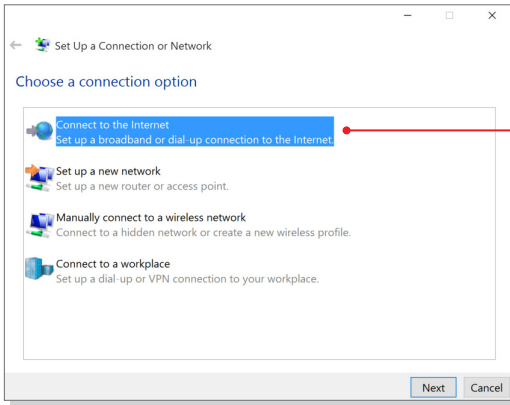 Set Up a Connection or Network
Choose a connection option
Connect to the Internet
Set up a broadband or dial-up connection to the Internet.
Set up a new network
Set up a new router or access point.
Manually connect to a wireless network
Connect to a hidden network or create a new wireless profile.
Connect to a workplace
Set up a dial-up or VPN connection to your workplace.
Next Cancel